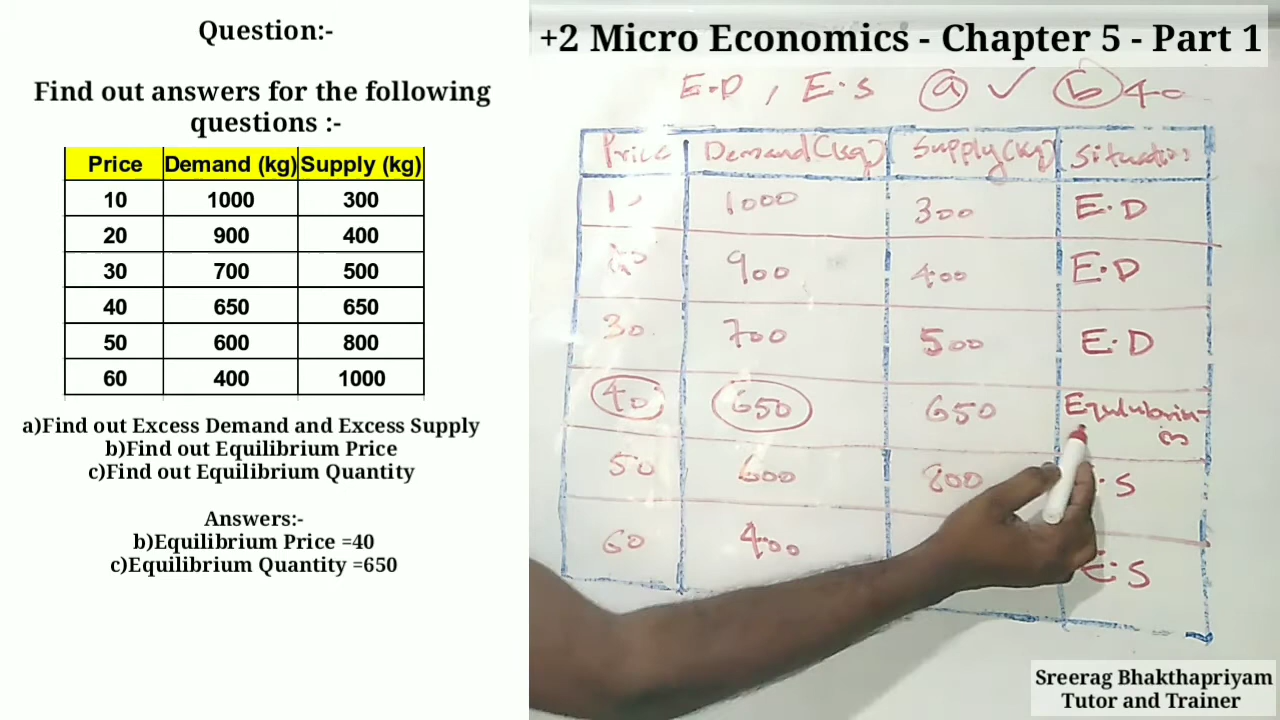 Question:-
Find out answers for the following
questions :-
Price Demand (kg) Supply (kg)
10 1000 300
20 900 400
30 700 500
40 650 650
50 600 800
60 400 1000
a)Find out Excess Demand and Excess Supply
b)Find out Equilibrium Price
c)Find out Equilibrium Quantity
Answers:-
b)Equilibrium Price =40
c)Equilibrium Quantity =650
+2 Micro Economics - Chapter 5 - Part 1
E.D , E.S a ✓ b 40
Price Demand(kg) Supply(kg) Situation
1000 300 E.D
20 900 400 E.D
30 700 500 E.D
40 650 650
50 600 800 .S
60 400 E.S
Sreerag Bhakthapriyam
Tutor and Trainer